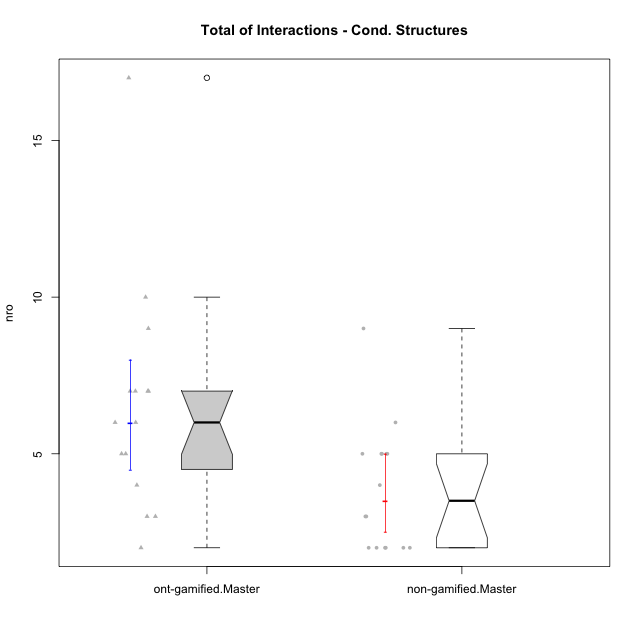 Total of Interactions - Cond. Structures
15
10
5
nro
ont-gamified.Master
non-gamified.Master